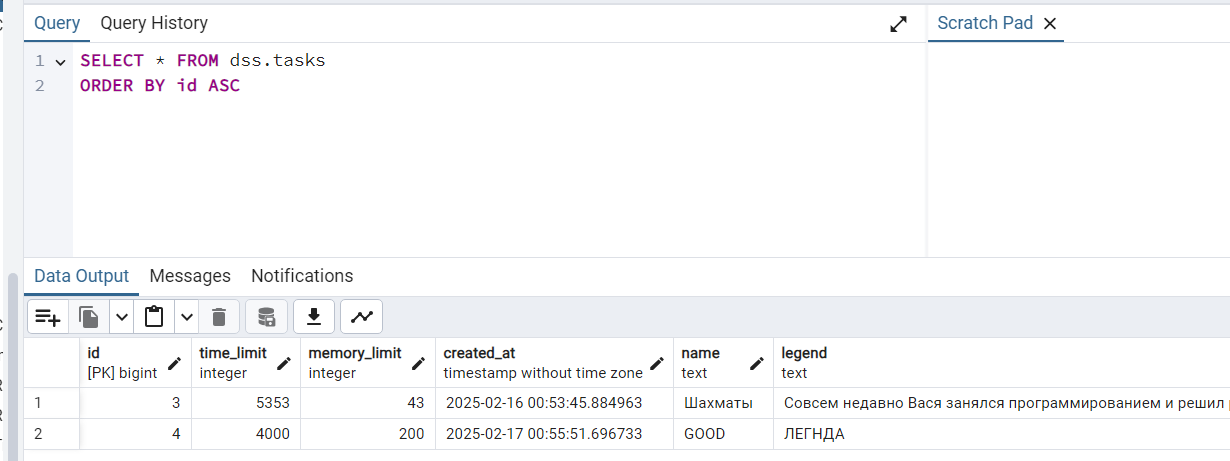 Query Query History Scratch Pad
1 SELECT * FROM dss.tasks
2 ORDER BY id ASC
Data Output Messages Notifications
id time_limit memory_limit created_at name legend
[PK] bigint integer integer timestamp without time zone text text
1 3 5353 43 2025-02-16 00:53:45.884963 Шахматы Совсем недавно Вася занялся программированием и решил
2 4 4000 200 2025-02-17 00:55:51.696733 GOOD ЛЕГНДА